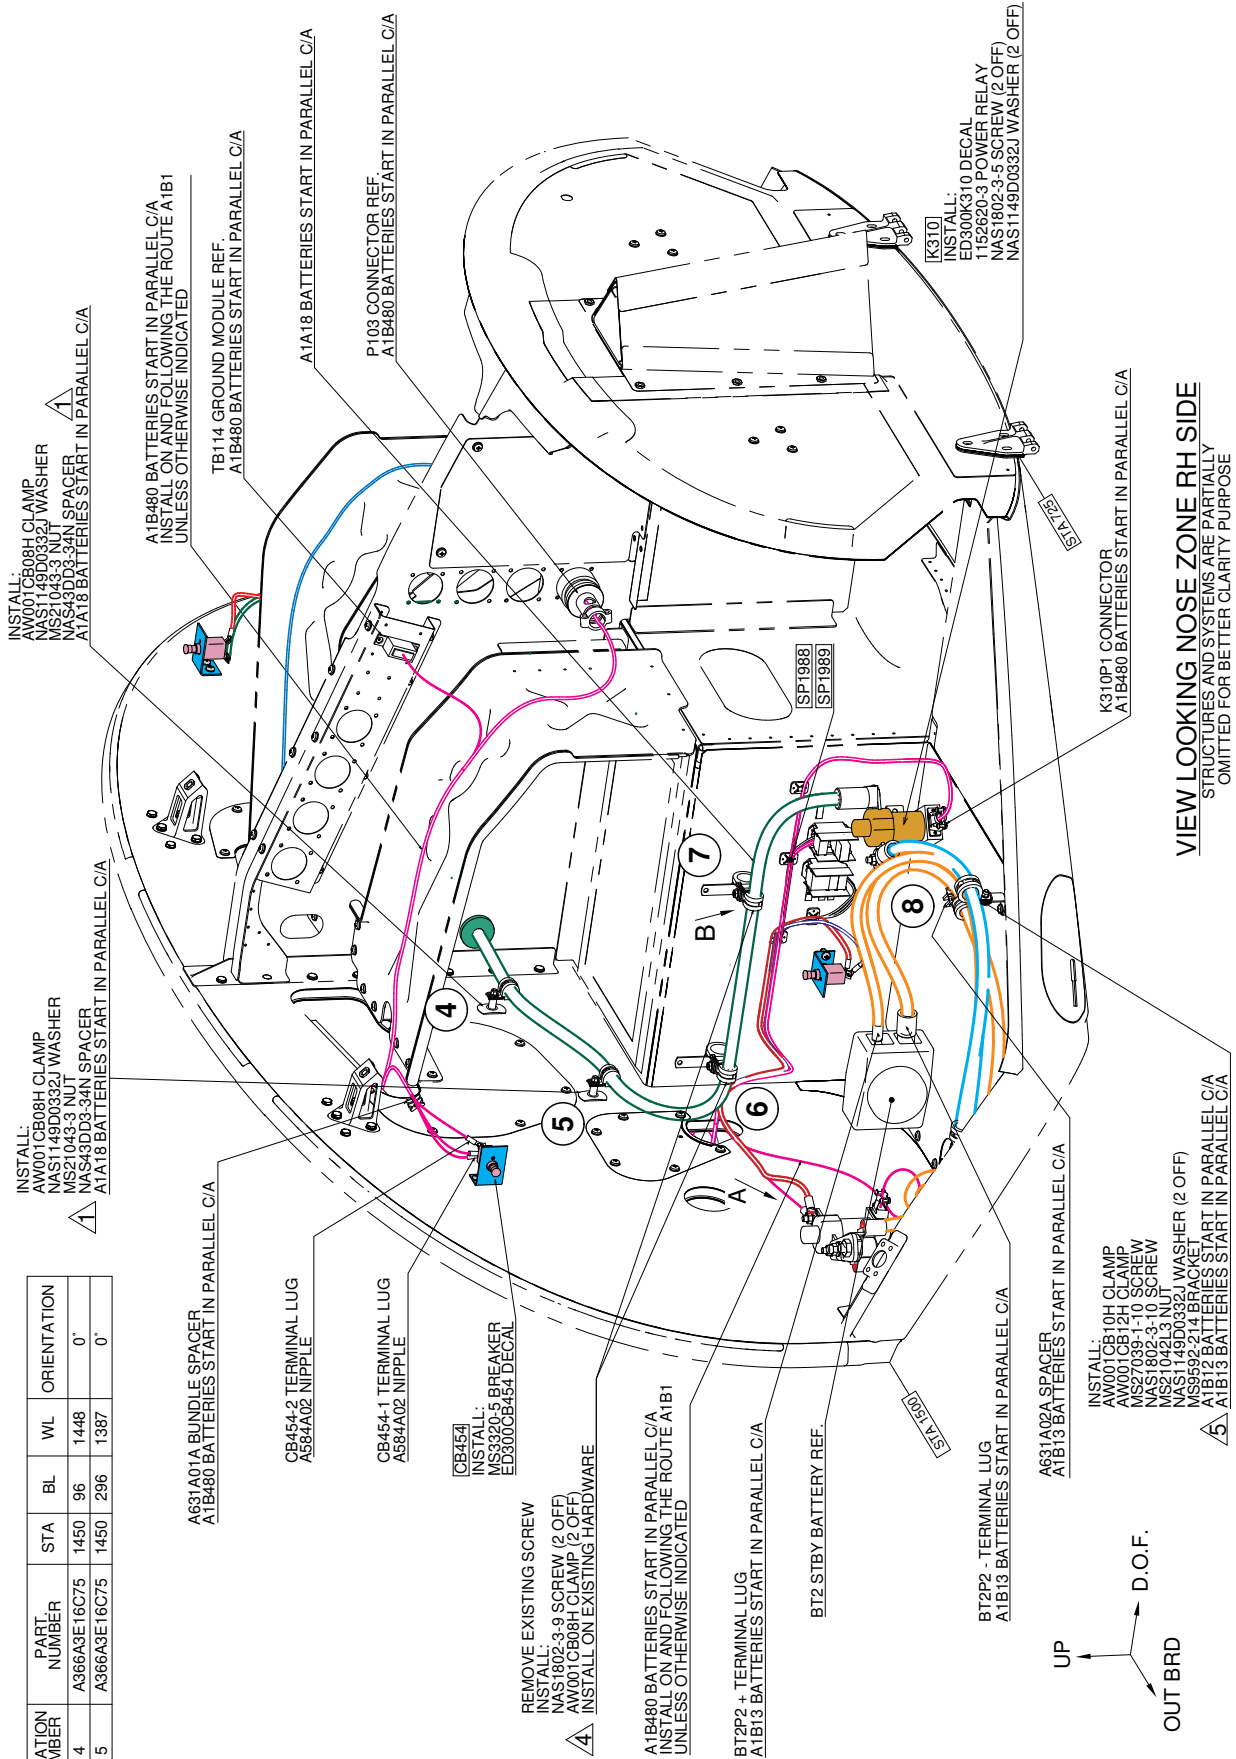 INSTALL:
AW001CB08H CLAMP
NAS1149D0332J WASHER
MS21043-3 NUT
NAS43DD3-34N SPACER
A1A18 BATTERIES START IN PARALLEL C/A
1
A1B480 BATTERIES START IN PARALLEL C/A
INSTALL ON AND FOLLOWING THE ROUTE A1B1
UNLESS OTHERWISE INDICATED
TB114 GROUND MODULE REF.
A1B480 BATTERIES START IN PARALLEL C/A
A1A18 BATTERIES START IN PARALLEL C/A
P103 CONNECTOR REF.
A1B480 BATTERIES START IN PARALLEL C/A
K310
INSTALL:
ED300K310 DECAL
1152620-3 POWER RELAY
NAS1802-3-5 SCREW (2 OFF)
NAS1149D0332J WASHER (2 OFF)
STA 725
K310P1 CONNECTOR
A1B480 BATTERIES START IN PARALLEL C/A
VIEW LOOKING NOSE ZONE RH SIDE
STRUCTURES AND SYSTEMS ARE PARTIALLY
OMITTED FOR BETTER CLARITY PURPOSE
INSTALL:
AW001CB08H CLAMP
NAS1149D0332J WASHER
MS21043-3 NUT
NAS43DD3-34N SPACER
A1A18 BATTERIES START IN PARALLEL C/A
1
4
5
6
7
8
A
B
SP1988
SP1989
ATION
MBER
PART
NUMBER
STA
BL
WL
ORIENTATION
4
A366A3E16C75
1450
96
1448
0°
5
A366A3E16C75
1450
296
1387
0°
A631A01A BUNDLE SPACER
A1B480 BATTERIES START IN PARALLEL C/A
CB454-2 TERMINAL LUG
A584A02 NIPPLE
CB454-1 TERMINAL LUG
A584A02 NIPPLE
CB454
INSTALL:
MS3320-5 BREAKER
ED300CB454 DECAL
REMOVE EXISTING SCREW
INSTALL:
NAS1802-3-9 SCREW (2 OFF)
AW001CB08H CLAMP (2 OFF)
INSTALL ON EXISTING HARDWARE
4
A1B480 BATTERIES START IN PARALLEL C/A
INSTALL ON AND FOLLOWING THE ROUTE A1B1
UNLESS OTHERWISE INDICATED
BT2P2 + TERMINAL LUG
A1B13 BATTERIES START IN PARALLEL C/A
BT2 STBY BATTERY REF.
STA 1500
BT2P2 - TERMINAL LUG
A1B13 BATTERIES START IN PARALLEL C/A
A631A02A SPACER
A1B13 BATTERIES START IN PARALLEL C/A
INSTALL:
AW001CB10H CLAMP
AW001CB12H CLAMP
MS27039-1-10 SCREW
NAS1802-3-10 SCREW
MS21042L3 NUT
NAS1149D0332J WASHER (2 OFF)
MS9592-214 BRACKET
A1B12 BATTERIES START IN PARALLEL C/A
A1B13 BATTERIES START IN PARALLEL C/A
5
UP
D.O.F.
OUT BRD